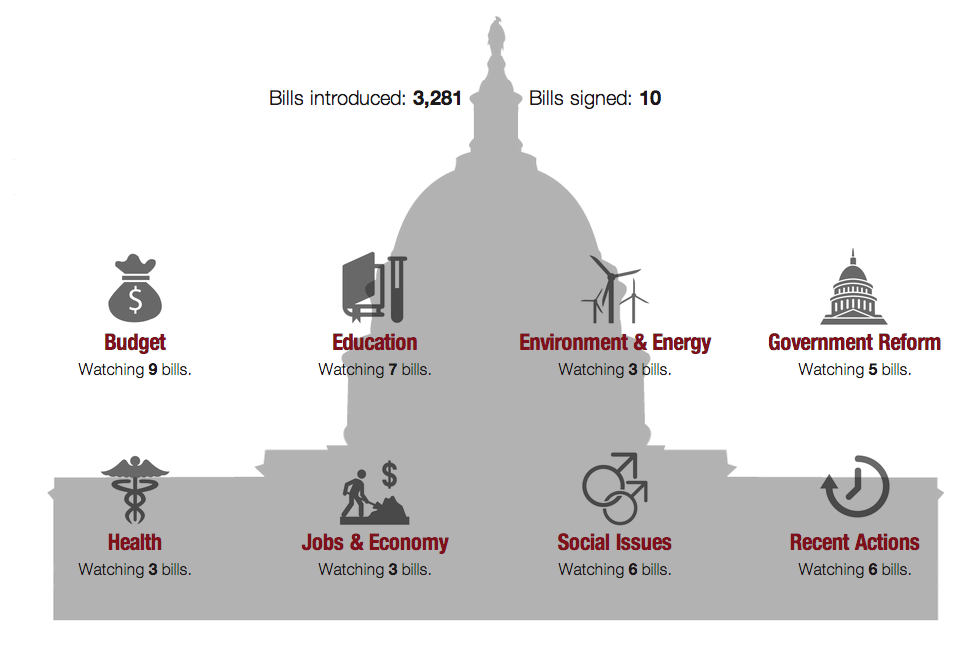 Bills introduced: 3,281 Bills signed: 10
$
Budget
Watching 9 bills.
Education
Watching 7 bills.
Environment & Energy
Watching 3 bills.
Government Reform
Watching 5 bills.
Health
Watching 3 bills.
$
Jobs & Economy
Watching 3 bills.
Social Issues
Watching 6 bills.
Recent Actions
Watching 6 bills.